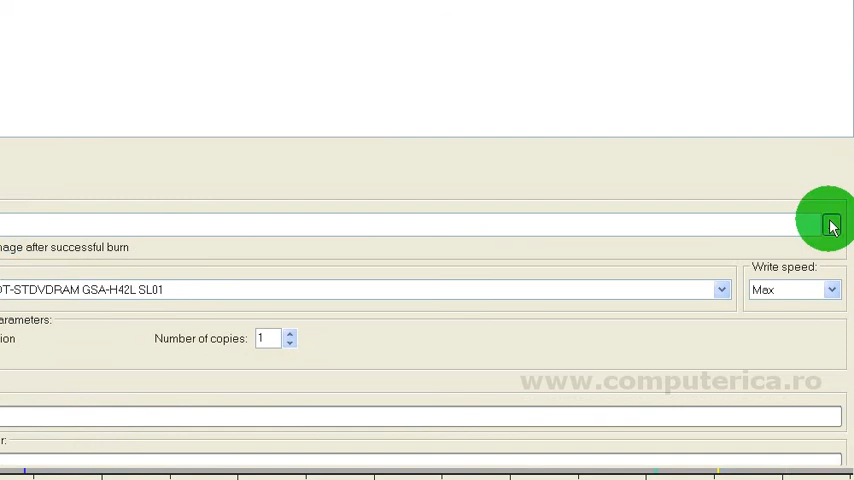 nage after successful burn
Write speed:
DT-STDVDRAM GSA-H42L SL01
Max
arameters:
ion
Number of copies:
1
www.computerica.ro
r: